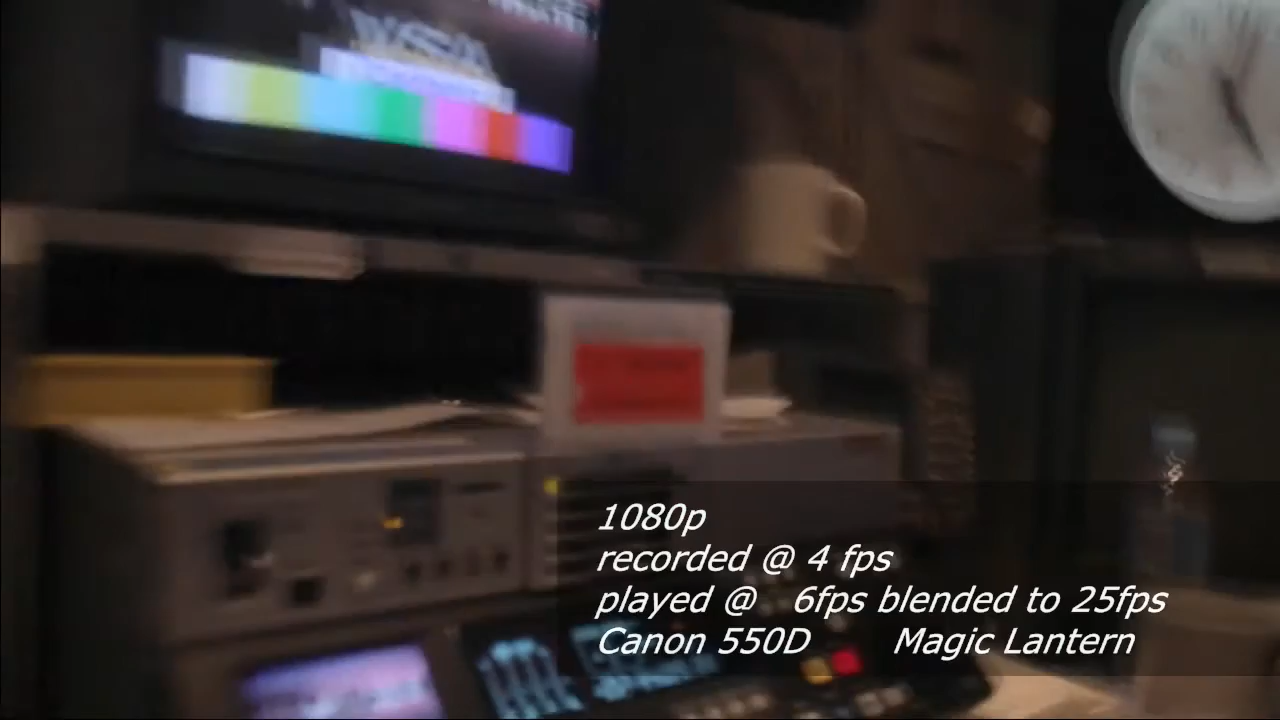 1080p
recorded @ 4 fps
played @ 6fps blended to 25fps
Canon 550D Magic Lantern